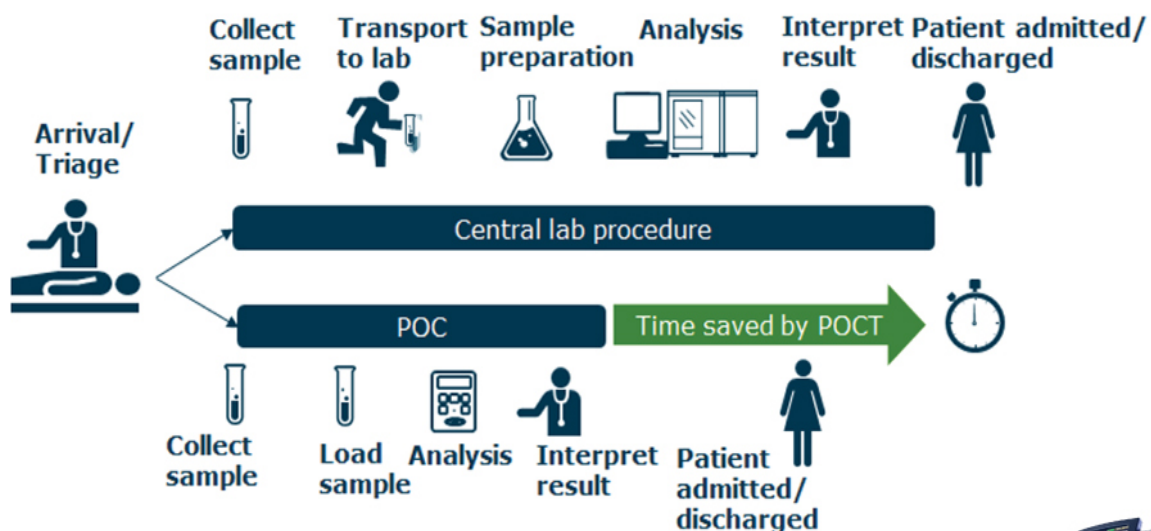 Collect
sample
Transport
to lab
Sample
preparation
Analysis
Interpret
result
Patient admitted/
discharged
Arrival/
Triage
Central lab procedure
POC
Time saved by POCT
Collect
sample
Load
sample
Analysis
Interpret
result
Patient
admitted/
discharged